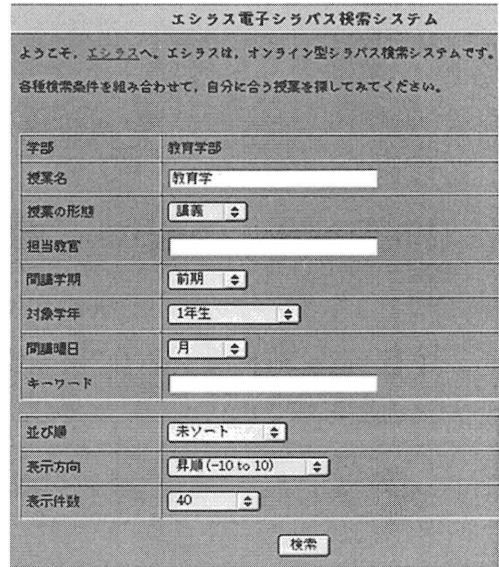 エシラス電子シラバス検索システム
ようこそ，エシラスへ。エシラスは，オンライン型シラバス検索システムです。
各種検索条件を組み合わせて，自分に合う授業を探してみてください。
学部 教育学部
授業名 教育学
授業の形態 講義
担当教官
開講学期 前期
対象学年 1年生
開講曜日 月
キーワード
並び順 未ソート
表示方向 昇順(-10 to 10)
表示件数 40
検索